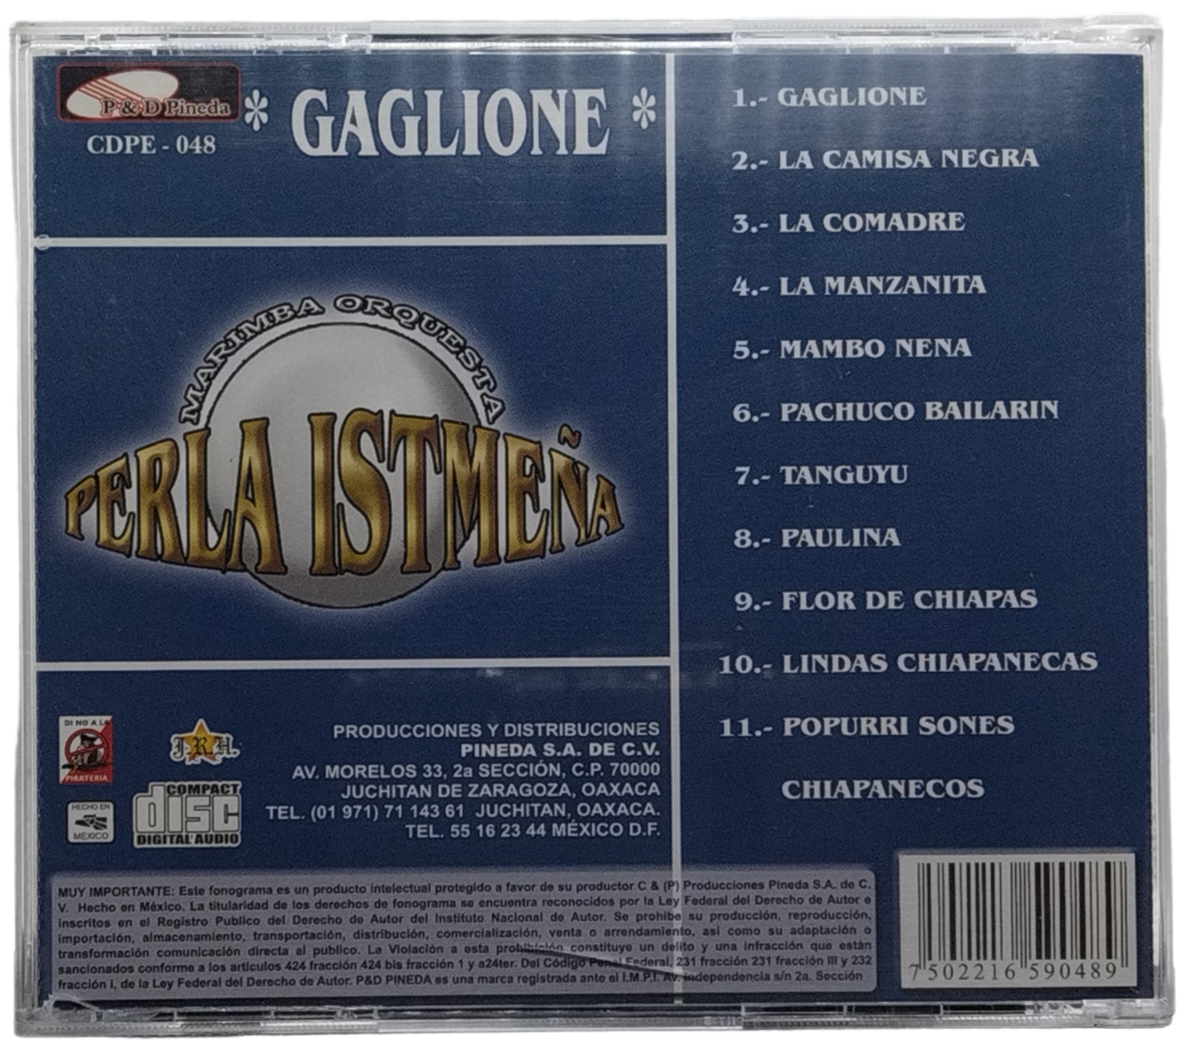 P & D Pineda
CDPE - 048
* GAGLIONE *
MARIMBA ORQUESTA
PERLA ISTMEÑA
1.- GAGLIONE
2.- LA CAMISA NEGRA
3.- LA COMADRE
4.- LA MANZANITA
5.- MAMBO NENA
6.- PACHUCO BAILARIN
7.- TANGUYU
8.- PAULINA
9.- FLOR DE CHIAPAS
10.- LINDAS CHIAPANECAS
11.- POPURRI SONES
CHIAPANECOS
DI NO A LA
PIRATERIA
J.R.H.
HECHO EN
MEXICO
COMPACT
disc
DIGITAL AUDIO
PRODUCCIONES Y DISTRIBUCIONES
PINEDA S.A. DE C.V.
AV. MORELOS 33, 2a SECCIÓN, C.P. 70000
JUCHITAN DE ZARAGOZA, OAXACA
TEL. (01 971) 71 143 61 JUCHITAN, OAXACA.
TEL. 55 16 23 44 MÉXICO D.F.
MUY IMPORTANTE: Este fonograma es un producto intelectual protegido a favor de su productor C & (P) Producciones Pineda S.A. de C.
V. Hecho en México. La titularidad de los derechos de fonograma se encuentra reconocidos por la Ley Federal del Derecho de Autor e
inscritos en el Registro Publico del Derecho de Autor del Instituto Nacional de Autor. Se prohibe su producción, reproducción,
importación, almacenamiento, transportación, distribución, comercialización, venta o arrendamiento, así como su adaptación o
transformación comunicación directa al publico. La Violación a esta prohibición constituye un delito y una infracción que están
sancionados conforme a los artículos 424 fracción 424 bis fracción 1 y a24ter. Del Código Penal Federal, 231 fracción 231 fracción III y 232
fracción I, de la Ley Federal del Derecho de Autor. P&D PINEDA es una marca registrada ante el I.M.P.I. Av. Independencia s/n 2a. Sección
7 502216 590489